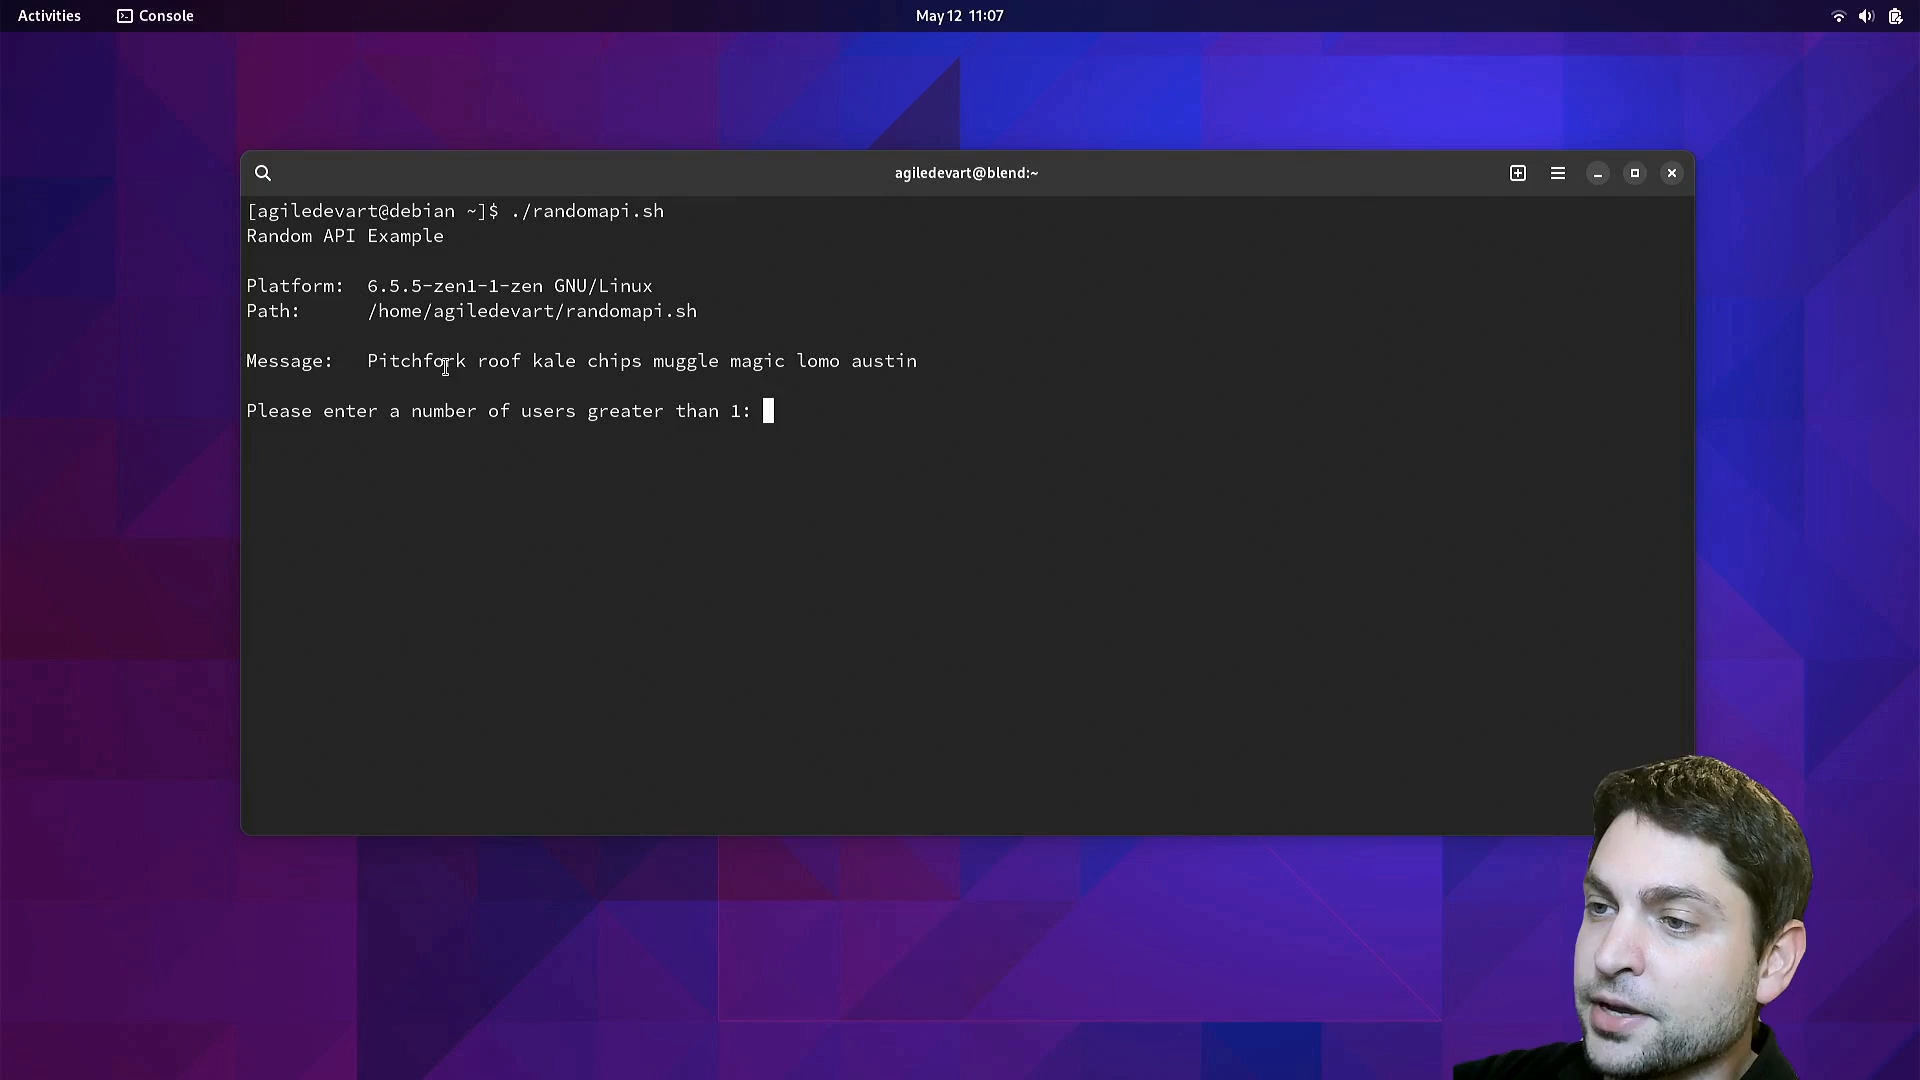 Activities
Console
May 12 11:07
agiledevart@blend:~
[agiledevart@debian ~]$ ./randomapi.sh
Random API Example
Platform: 6.5.5-zen1-1-zen GNU/Linux
Path: /home/agiledevart/randomapi.sh
Message: Pitchfork roof kale chips muggle magic lomo austin
Please enter a number of users greater than 1: